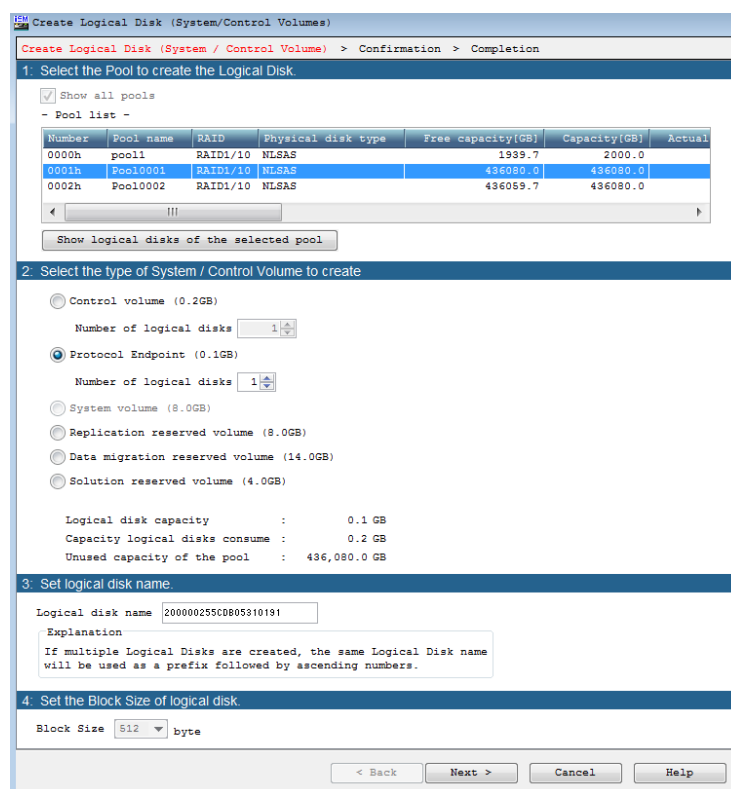 Create Logical Disk (System/Control Volumes)
Create Logical Disk (System / Control Volume) > Confirmation > Completion
1: Select the Pool to create the Logical Disk.
Show all pools
- Pool list -
Number Pool name RAID Physical disk type Free capacity[GB] Capacity[GB] Actual
0000h pool1 RAID1/10 NLSAS 1939.7 2000.0
0001h Pool0001 RAID1/10 NLSAS 436080.0 436080.0
0002h Pool0002 RAID1/10 NLSAS 436059.7 436080.0
Show logical disks of the selected pool
2: Select the type of System / Control Volume to create
Control volume (0.2GB)
Number of logical disks 1
Protocol Endpoint (0.1GB)
Number of logical disks 1
System volume (8.0GB)
Replication reserved volume (8.0GB)
Data migration reserved volume (14.0GB)
Solution reserved volume (4.0GB)
Logical disk capacity : 0.1 GB
Capacity logical disks consume : 0.2 GB
Unused capacity of the pool : 436,080.0 GB
3: Set logical disk name.
Logical disk name 200000255CDB05310191
Explanation
If multiple Logical Disks are created, the same Logical Disk name
will be used as a prefix followed by ascending numbers.
4: Set the Block Size of logical disk.
Block Size 512 byte
< Back Next > Cancel Help